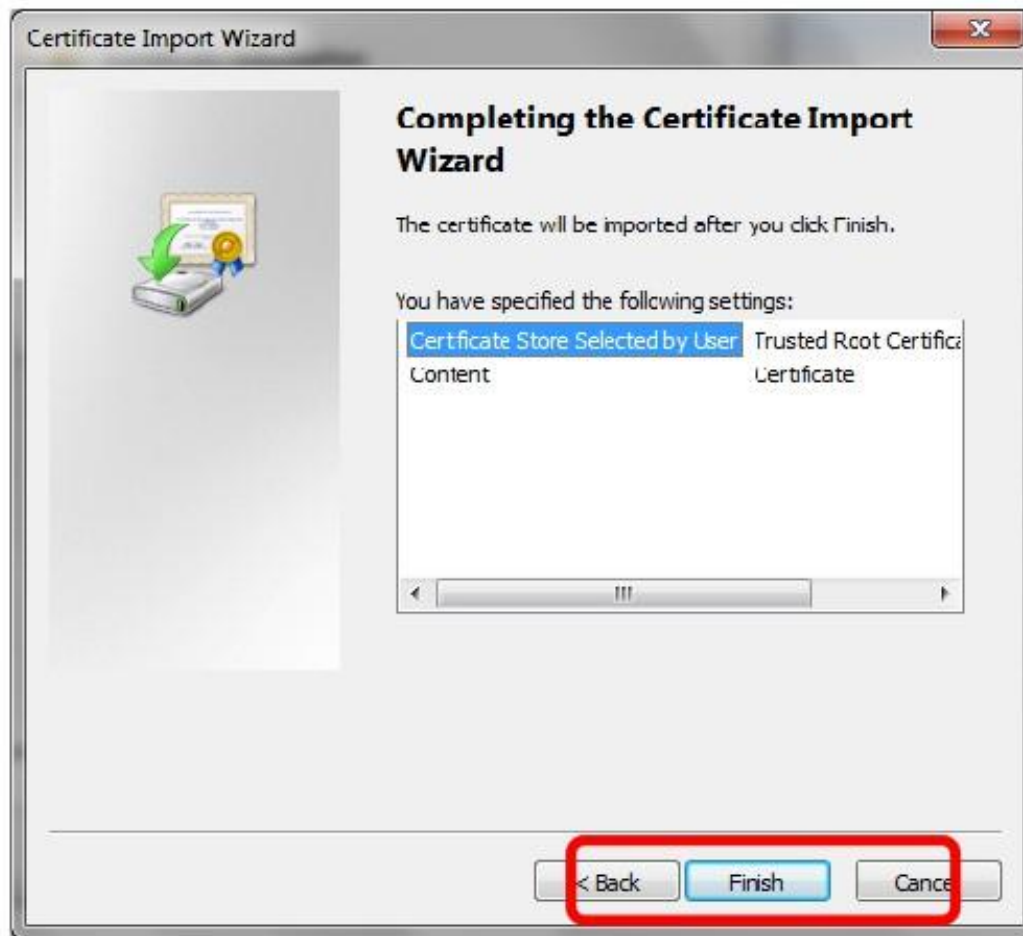 Certificate Import Wizard
Completing the Certificate Import
Wizard
The certificate will be imported after you click Finish.
You have specified the following settings:
Certificate Store Selected by User Trusted Root Certifica
Content Certificate
< Back Finish Cance